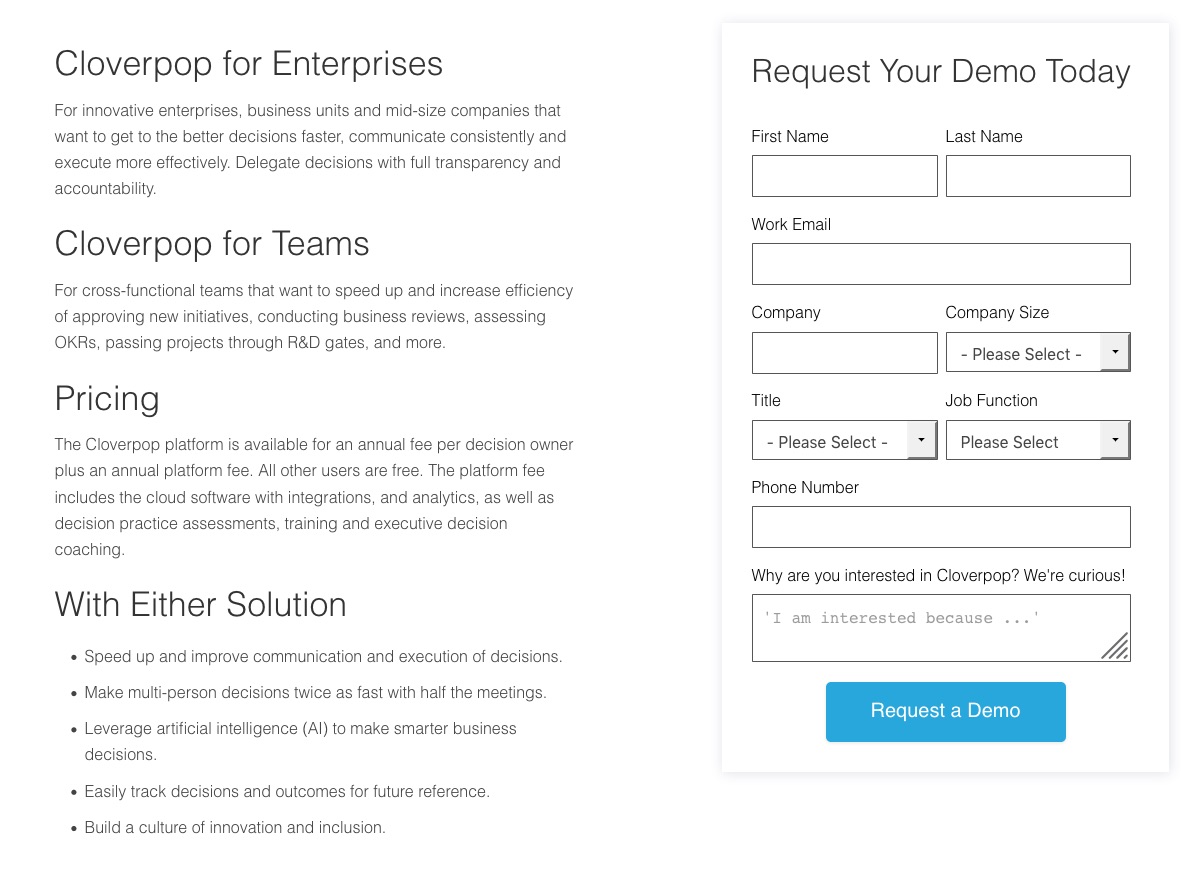 Cloverpop for Enterprises
For innovative enterprises, business units and mid-size companies that
want to get to the better decisions faster, communicate consistently and
execute more effectively. Delegate decisions with full transparency and
accountability.
Cloverpop for Teams
For cross-functional teams that want to speed up and increase efficiency
of approving new initiatives, conducting business reviews, assessing
OKRs, passing projects through R&D gates, and more.
Pricing
The Cloverpop platform is available for an annual fee per decision owner
plus an annual platform fee. All other users are free. The platform fee
includes the cloud software with integrations, and analytics, as well as
decision practice assessments, training and executive decision
coaching.
With Either Solution
• Speed up and improve communication and execution of decisions.
• Make multi-person decisions twice as fast with half the meetings.
• Leverage artificial intelligence (AI) to make smarter business
decisions.
• Easily track decisions and outcomes for future reference.
• Build a culture of innovation and inclusion.
Request Your Demo Today
First Name Last Name
Work Email
Company Company Size
- Please Select -
Title Job Function
- Please Select - Please Select
Phone Number
Why are you interested in Cloverpop? We're curious!
'I am interested because ...'
Request a Demo